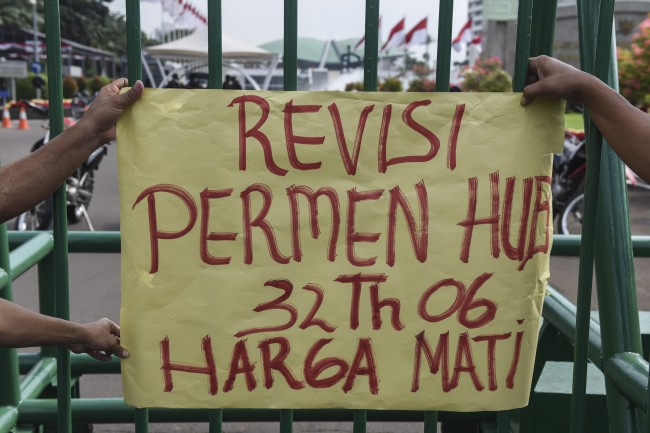 REVISI
PERMEN HUB
32 Th 06
HARGA MATI